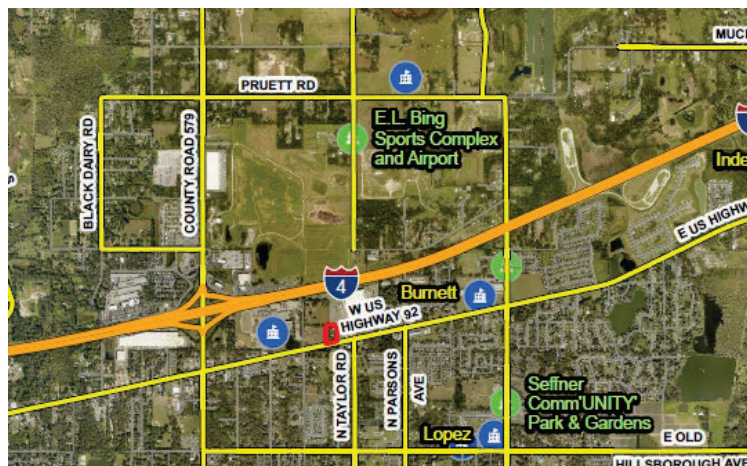 MUC
PRUETT RD
E.L. Bing
Sports Complex
and Airport
BLACK DAIRY RD
COUNTY ROAD 579
Inde
E US HIGHW
4
Burnett
W US
HIGHWAY 92
N TAYLOR RD
N PARSONS
AVE
Seffner
Comm'UNITY'
Park & Gardens
Lopez
E OLD
HILLSBOROUGH AVE